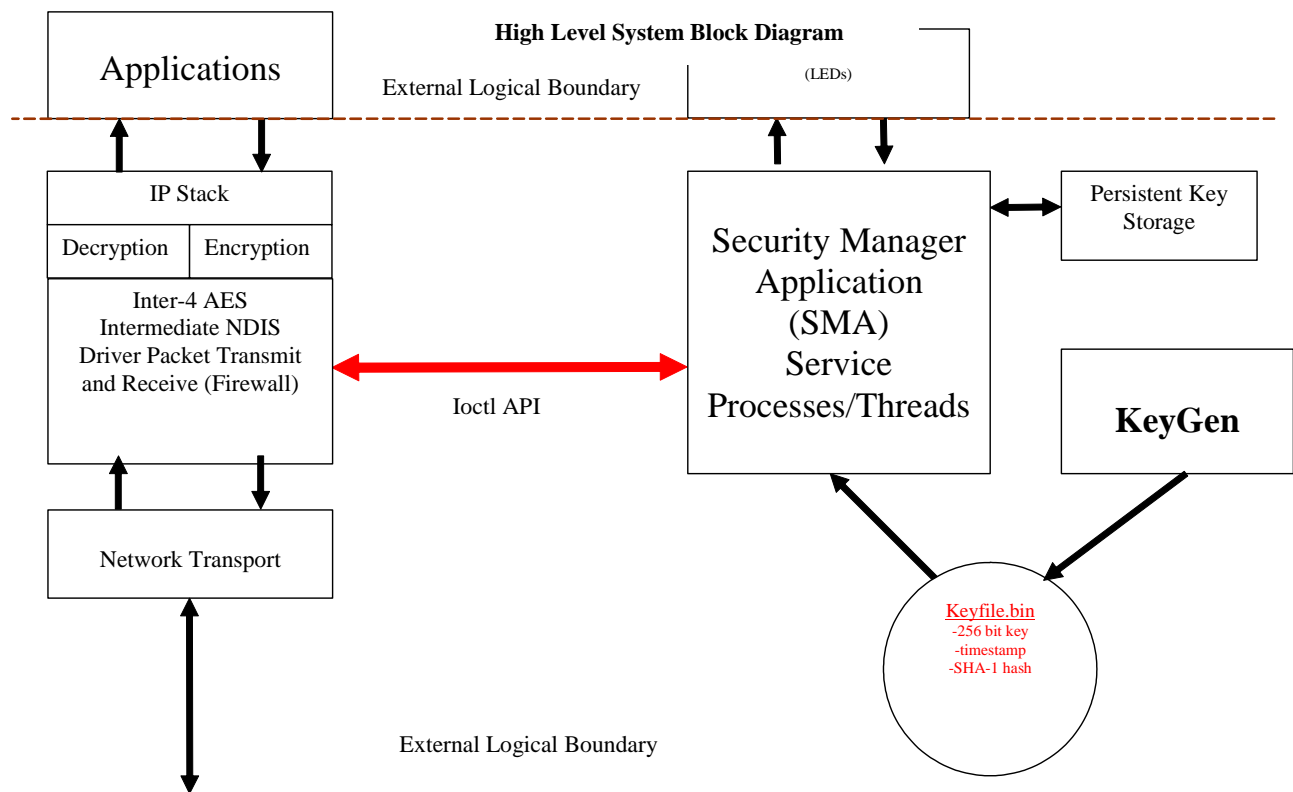 High Level System Block Diagram
Applications
(LEDs)
External Logical Boundary
IP Stack
Decryption
Encryption
Inter-4 AES
Intermediate NDIS
Driver Packet Transmit
and Receive (Firewall)
Ioctl API
Security Manager
Application
(SMA)
Service
Processes/Threads
Persistent Key
Storage
KeyGen
Network Transport
Keyfile.bin
-256 bit key
-timestamp
-SHA-1 hash
External Logical Boundary